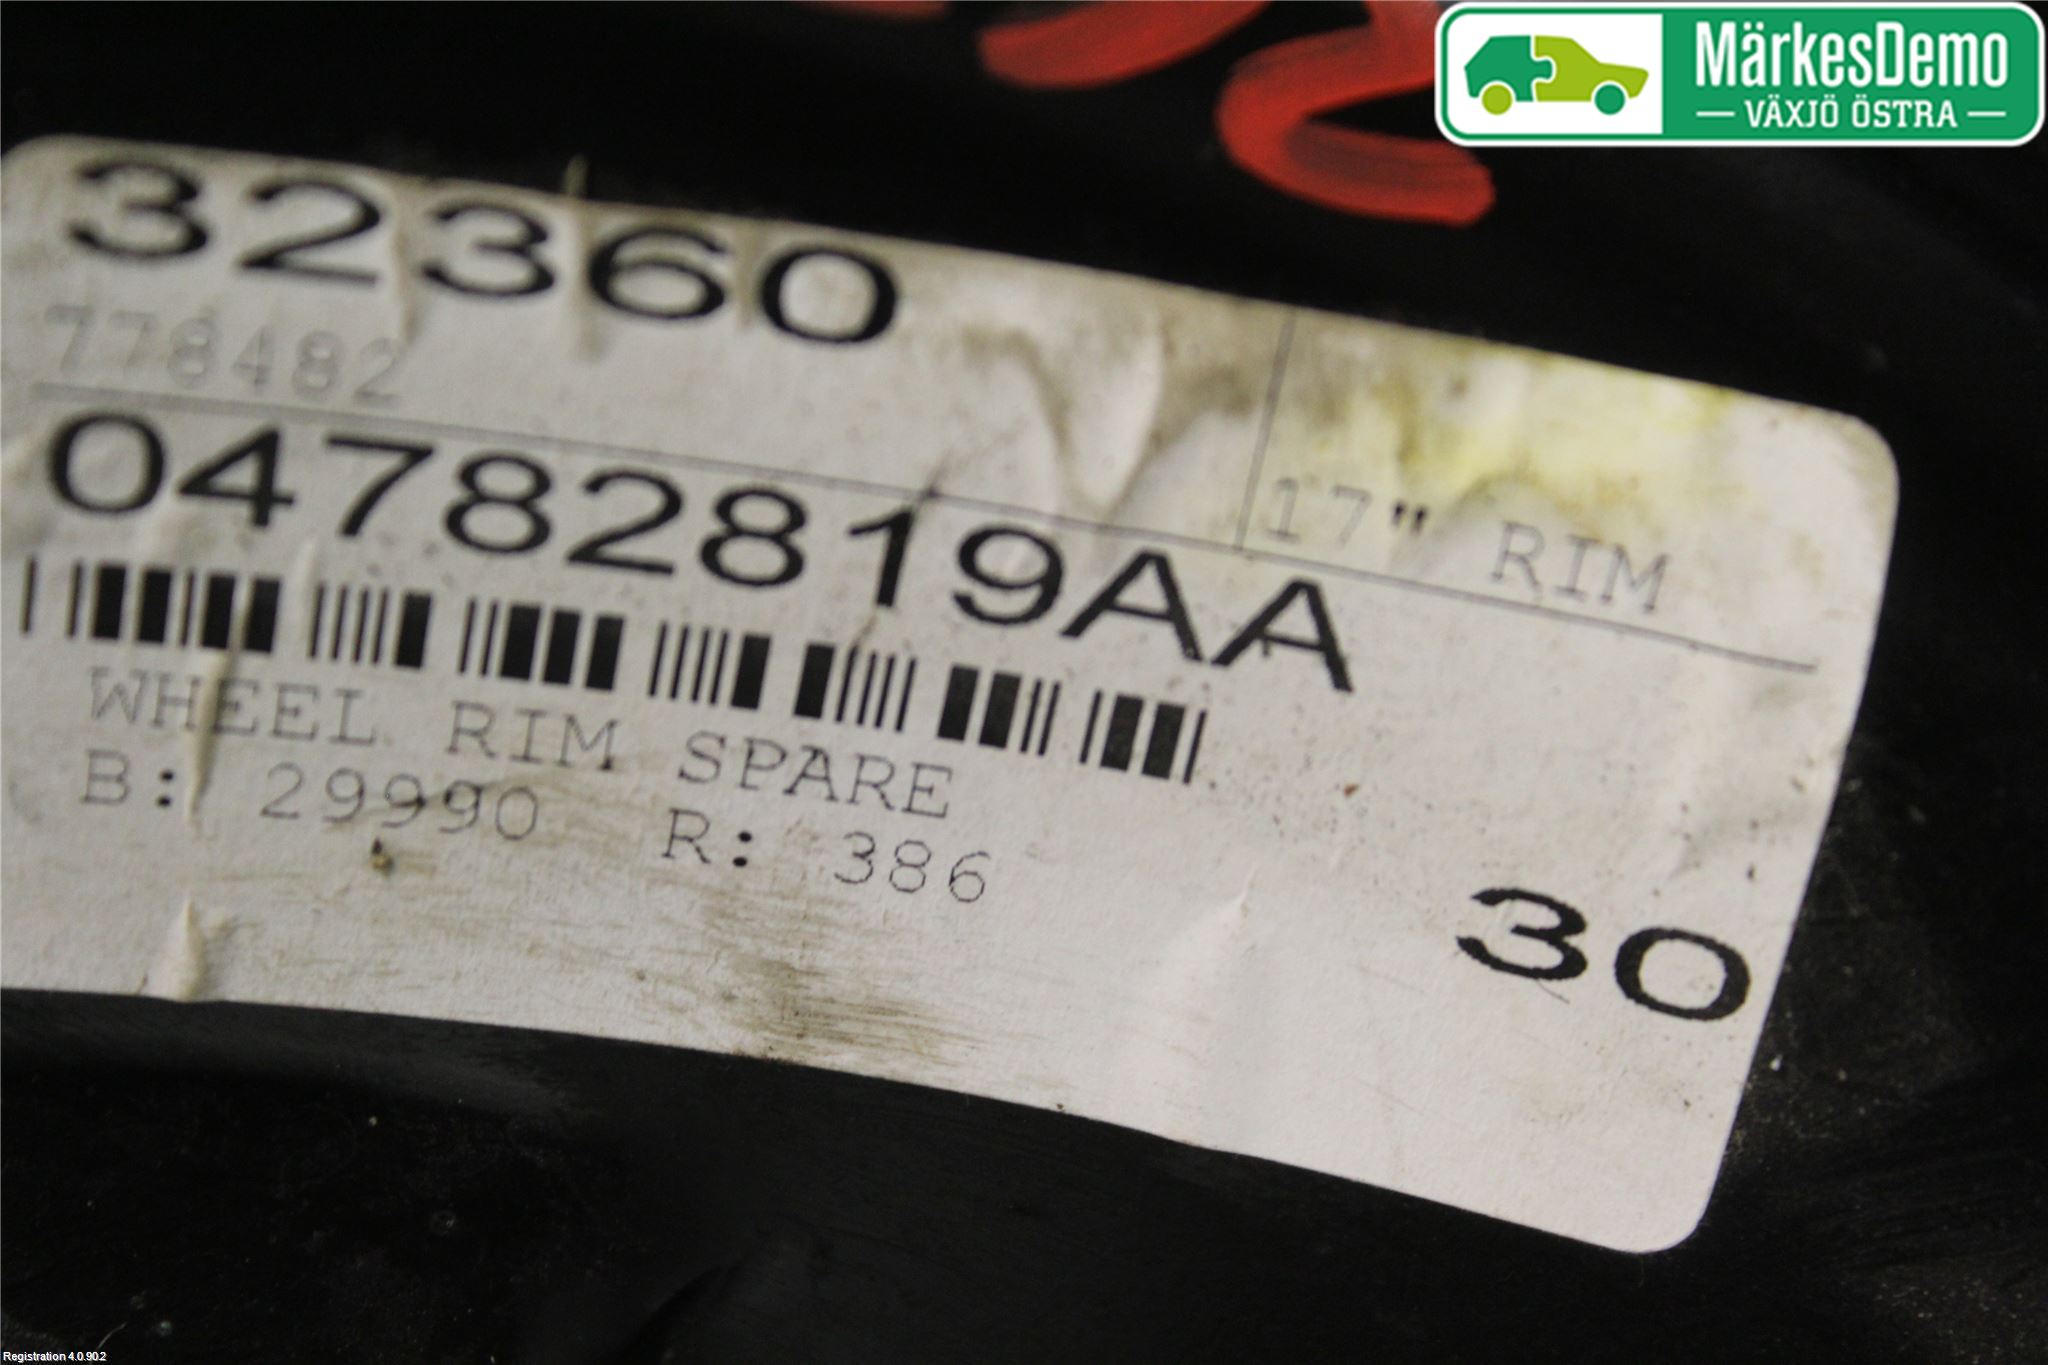 MärkesDemo
— VÄXJÖ ÖSTRA —
32360
778482
17" RIM
04782819AA
WHEEL RIM SPARE
B: 29990 R: 386
30
Registration 4.0.90.2